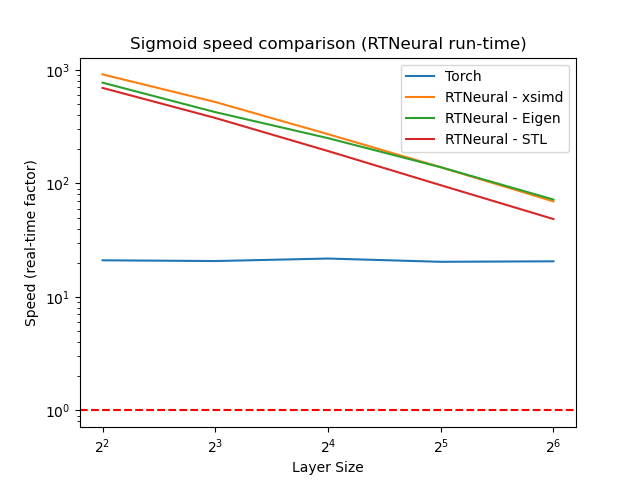 Sigmoid speed comparison (RTNeural run-time)
Torch
RTNeural - xsimd
RTNeural - Eigen
RTNeural - STL
Speed (real-time factor)
10³
10²
10¹
10⁰
2² 2³ 2⁴ 2⁵ 2⁶
Layer Size